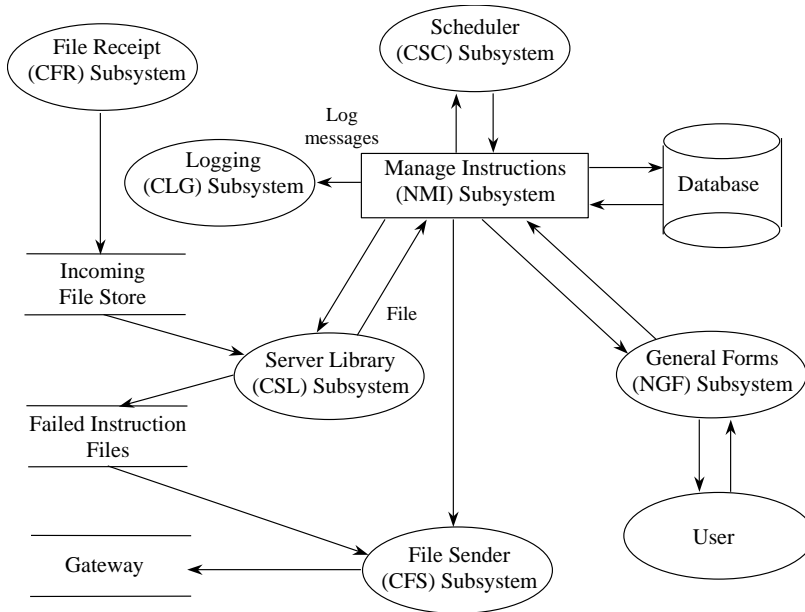 File Receipt
(CFR) Subsystem
Scheduler
(CSC) Subsystem
Log
messages
Logging
(CLG) Subsystem
Manage Instructions
(NMI) Subsystem
Database
Incoming
File Store
File
Server Library
(CSL) Subsystem
General Forms
(NGF) Subsystem
Failed Instruction
Files
User
Gateway
File Sender
(CFS) Subsystem